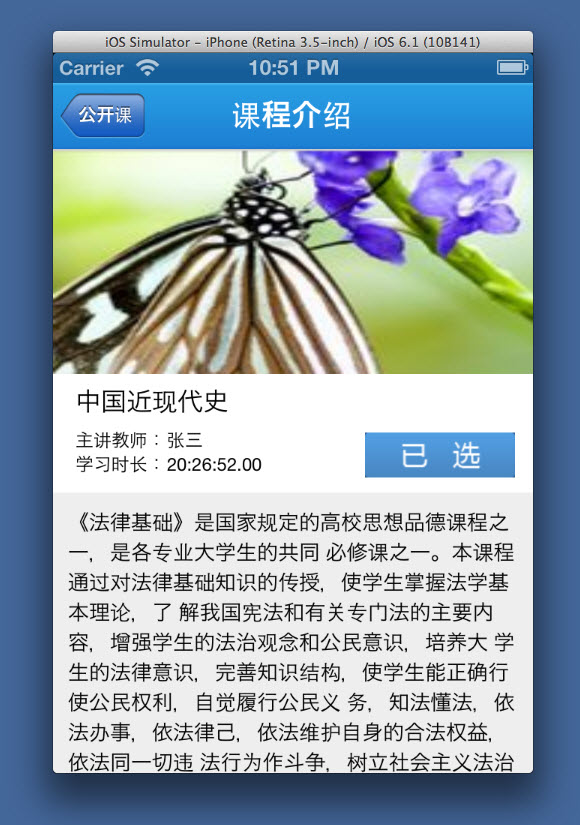 iOS Simulator - iPhone (Retina 3.5-inch) / iOS 6.1 (10B141)
Carrier 10:51 PM
公开课 课程介绍
中国近现代史
主讲教师：张三
学习时长：20:26:52.00
已 选
《法律基础》是国家规定的高校思想品德课程之
一，是各专业大学生的共同 必修课之一。本课程
通过对法律基础知识的传授，使学生掌握法学基
本理论，了 解我国宪法和有关专门法的主要内
容，增强学生的法治观念和公民意识，培养大 学
生的法律意识，完善知识结构，使学生能正确行
使公民权利，自觉履行公民义 务，知法懂法，依
法办事，依法律己，依法维护自身的合法权益，
依法同一切违 法行为作斗争，树立社会主义法治